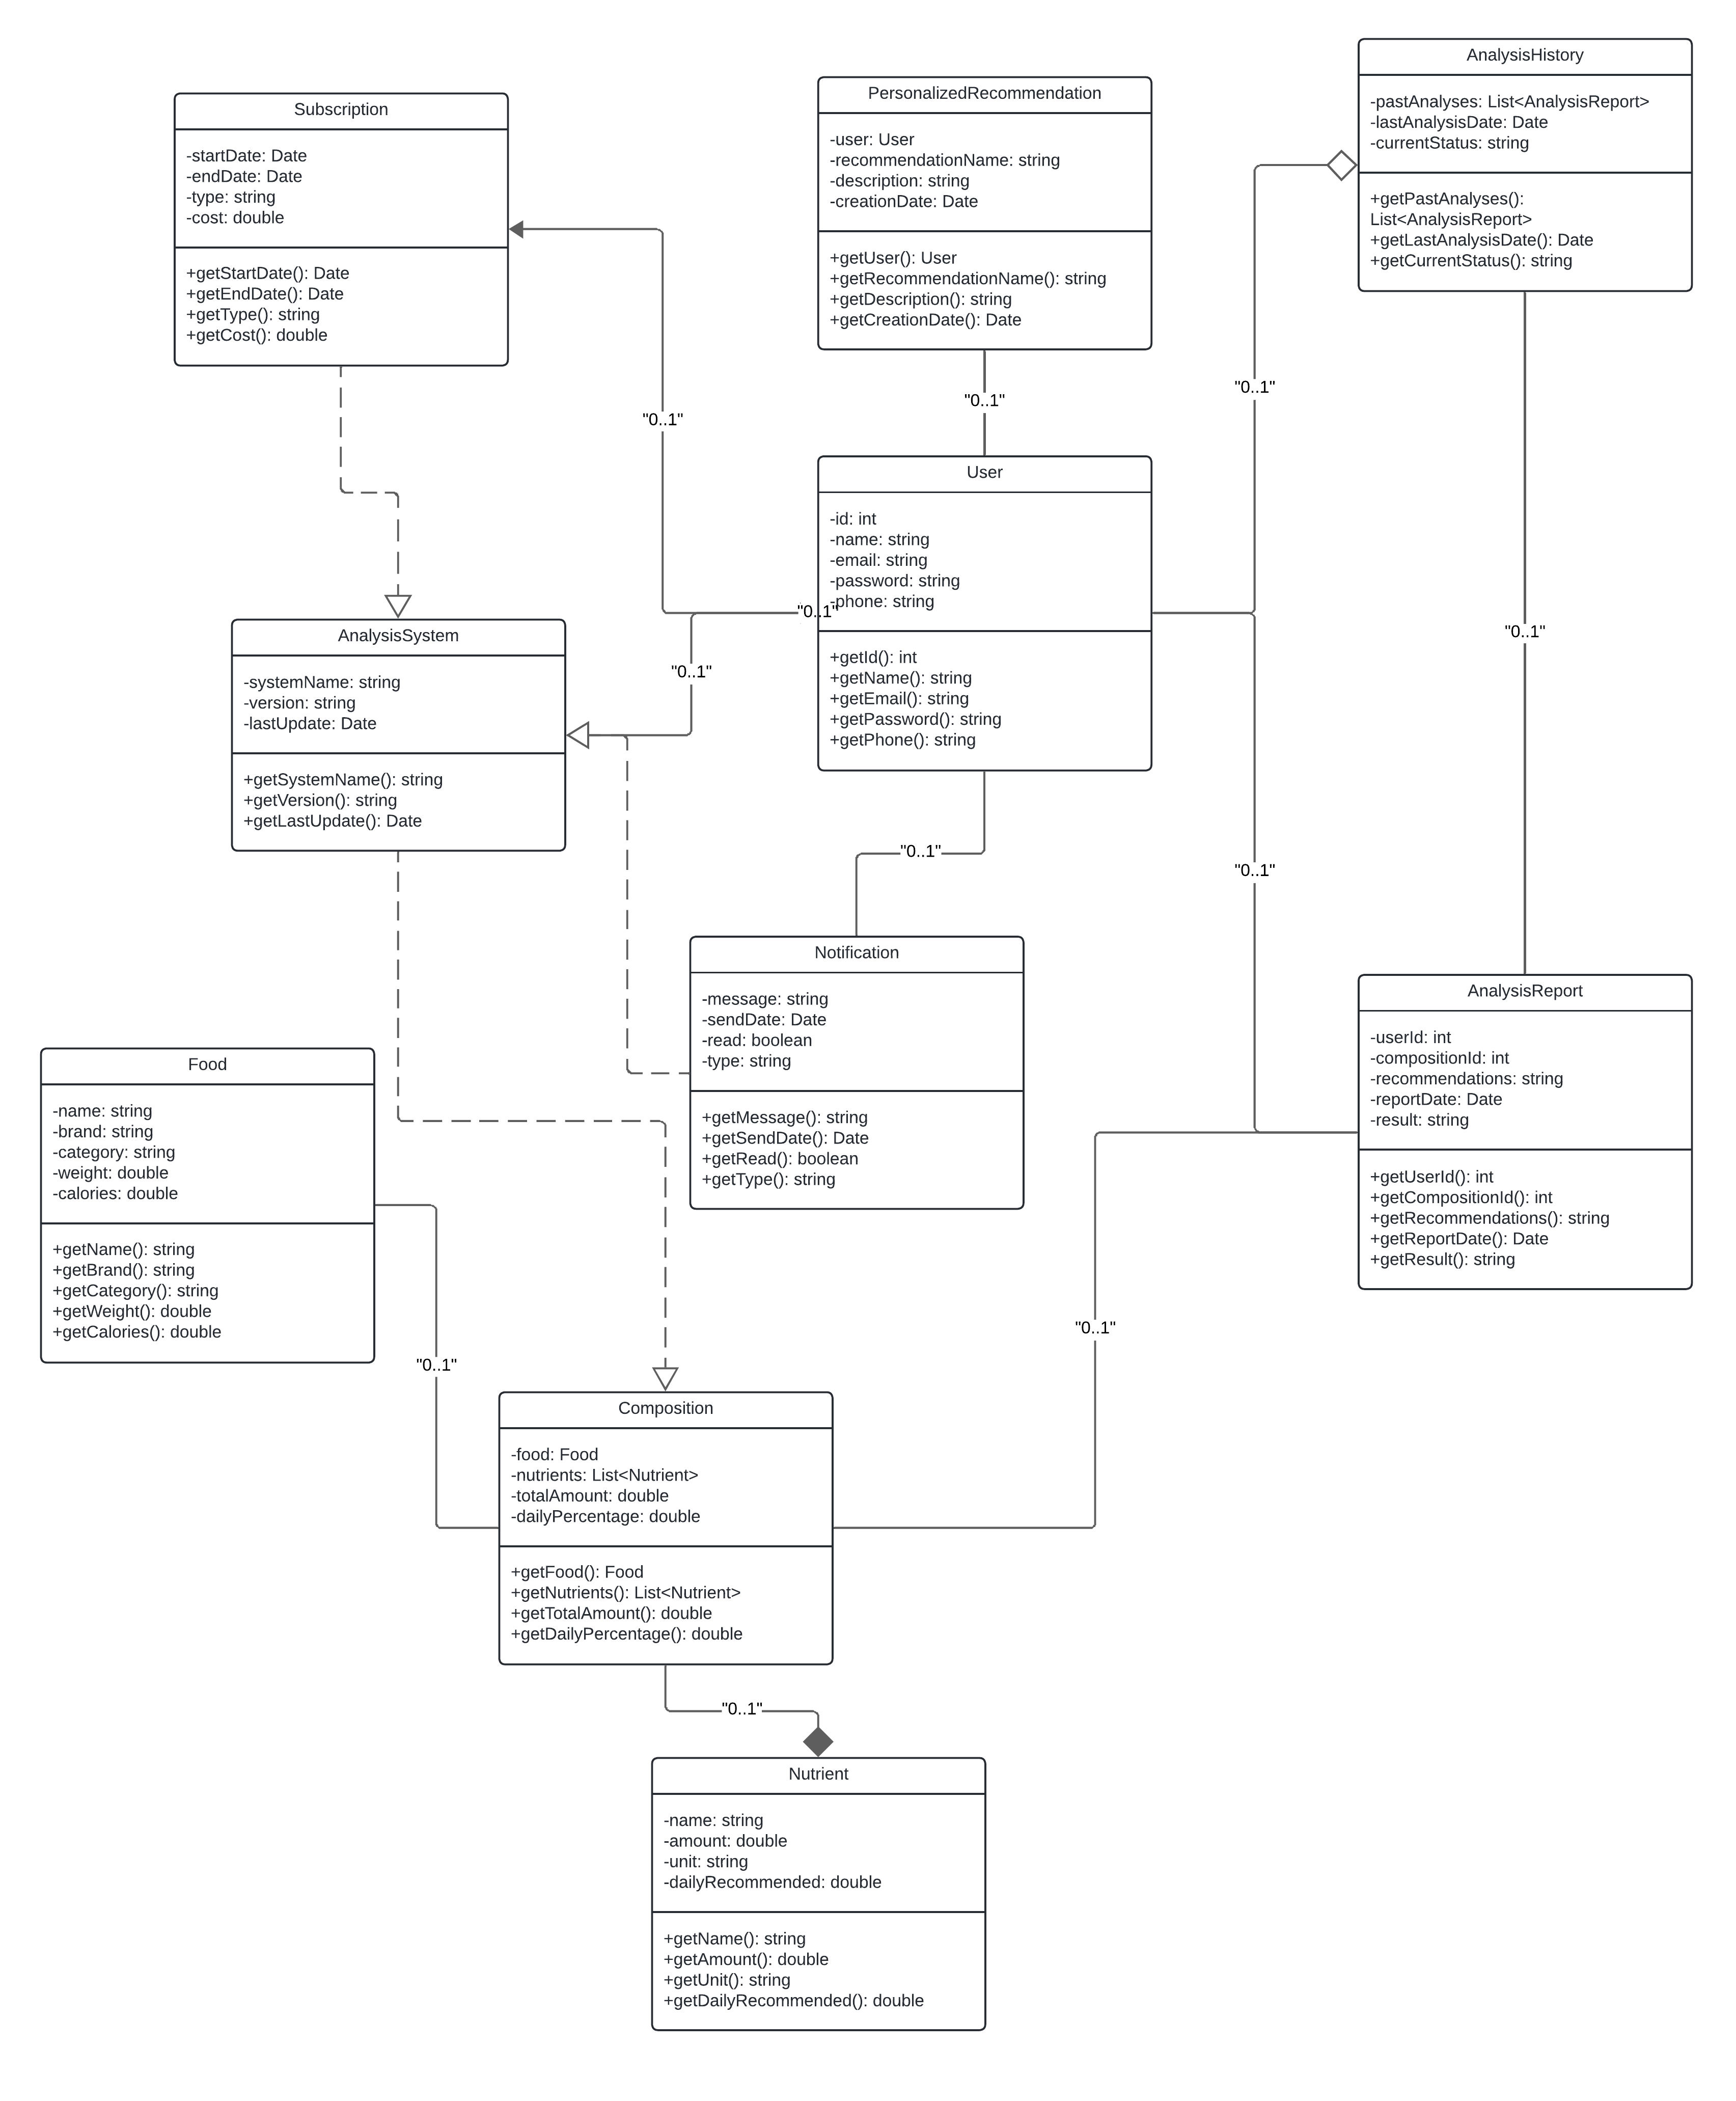 AnalysisHistory
-pastAnalyses: List<AnalysisReport>
-lastAnalysisDate: Date
-currentStatus: string
+getPastAnalyses():
List<AnalysisReport>
+getLastAnalysisDate(): Date
+getCurrentStatus(): string
PersonalizedRecommendation
-user: User
-recommendationName: string
-description: string
-creationDate: Date
+getUser(): User
+getRecommendationName(): string
+getDescription(): string
+getCreationDate(): Date
Subscription
-startDate: Date
-endDate: Date
-type: string
-cost: double
+getStartDate(): Date
+getEndDate(): Date
+getType(): string
+getCost(): double
"0..1"
"0..1"
"0..1"
User
-id: int
-name: string
-email: string
-password: string
-phone: string
+getId(): int
+getName(): string
+getEmail(): string
+getPassword(): string
+getPhone(): string
"0..1"
"0..1"
"0..1"
AnalysisSystem
-systemName: string
-version: string
-lastUpdate: Date
+getSystemName(): string
+getVersion(): string
+getLastUpdate(): Date
"0..1"
"0..1"
Notification
-message: string
-sendDate: Date
-read: boolean
-type: string
+getMessage(): string
+getSendDate(): Date
+getRead(): boolean
+getType(): string
AnalysisReport
-userId: int
-compositionId: int
-recommendations: string
-reportDate: Date
-result: string
+getUserId(): int
+getCompositionId(): int
+getRecommendations(): string
+getReportDate(): Date
+getResult(): string
Food
-name: string
-brand: string
-category: string
-weight: double
-calories: double
+getName(): string
+getBrand(): string
+getCategory(): string
+getWeight(): double
+getCalories(): double
"0..1"
"0..1"
Composition
-food: Food
-nutrients: List<Nutrient>
-totalAmount: double
-dailyPercentage: double
+getFood(): Food
+getNutrients(): List<Nutrient>
+getTotalAmount(): double
+getDailyPercentage(): double
"0..1"
Nutrient
-name: string
-amount: double
-unit: string
-dailyRecommended: double
+getName(): string
+getAmount(): double
+getUnit(): string
+getDailyRecommended(): double